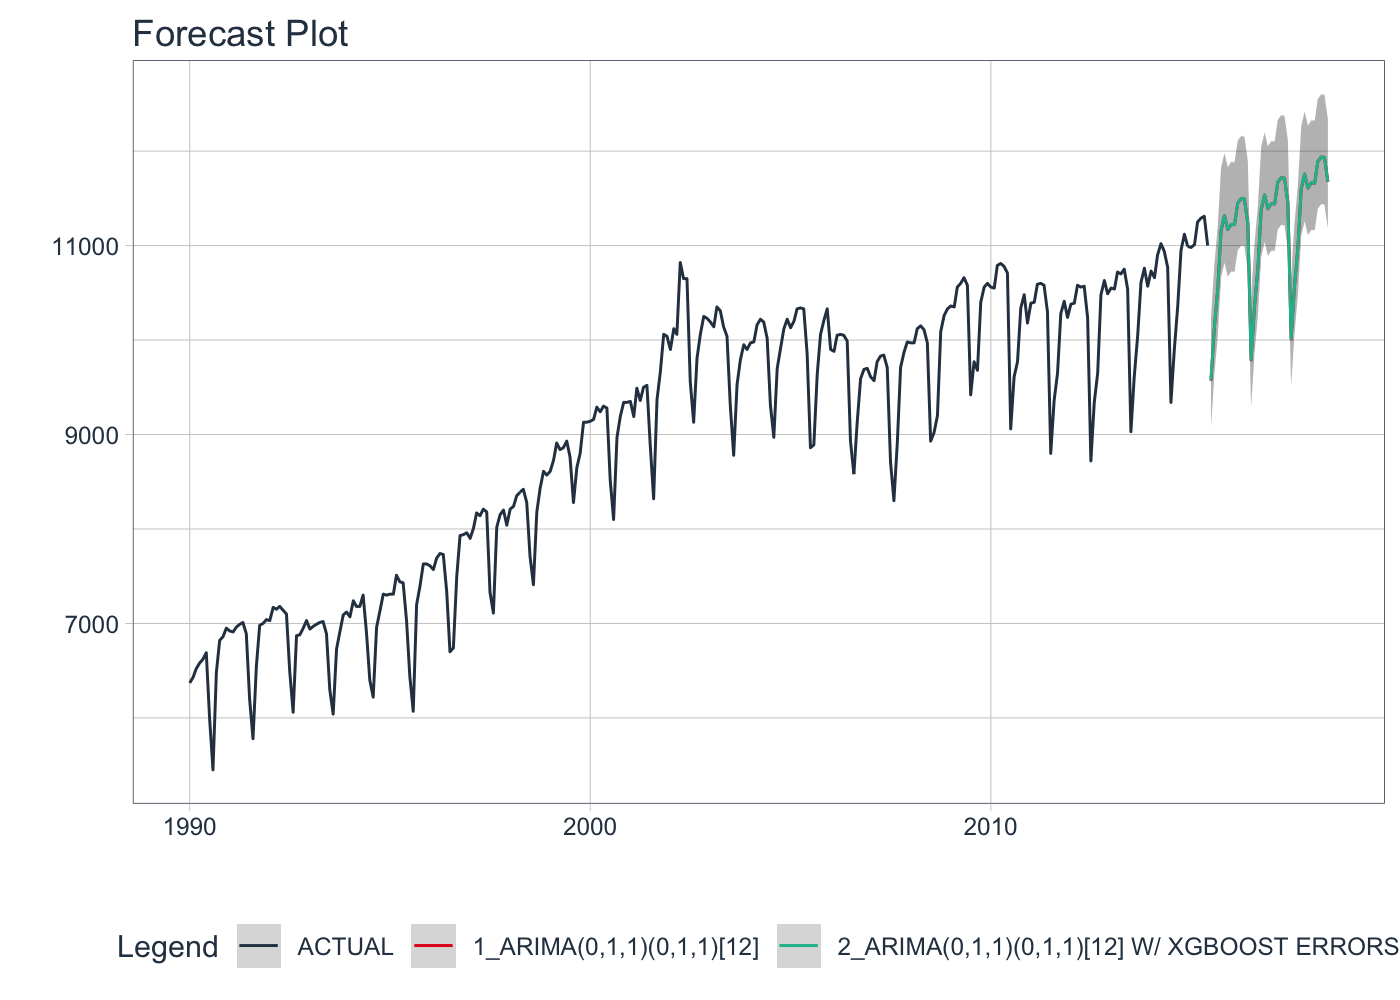 Forecast Plot
11000
9000
7000
1990 2000 2010
Legend ACTUAL 1_ARIMA(0,1,1)(0,1,1)[12] 2_ARIMA(0,1,1)(0,1,1)[12] W/ XGBOOST ERRORS